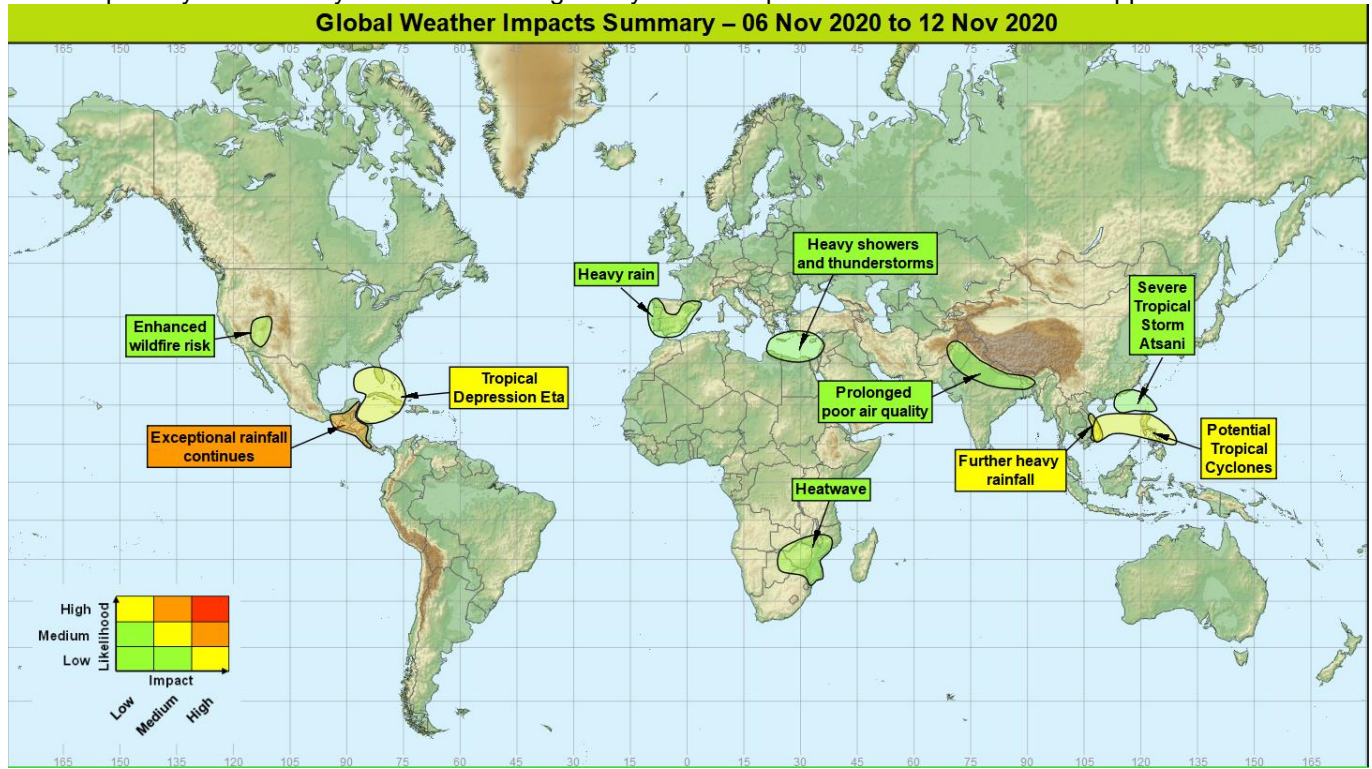 Global Weather Impacts Summary – 06 Nov 2020 to 12 Nov 2020
165 150 135 120 105 90 75 60 45 30 15 0 15 30 45 60 75 90 105 120 135 150 165
Heavy showers
and thunderstorms
Heavy rain
Severe
Tropical
Storm
Atsani
Enhanced
wildfire risk
Tropical
Depression Eta
Prolonged
poor air quality
Exceptional rainfall
continues
Further heavy
rainfall
Potential
Tropical
Cyclones
Heatwave
High
Medium
Low
Likelihood
Impact
Low
Medium
High
165 150 135 120 105 90 75 60 45 30 15 0 15 30 45 60 75 90 105 120 135 150 165